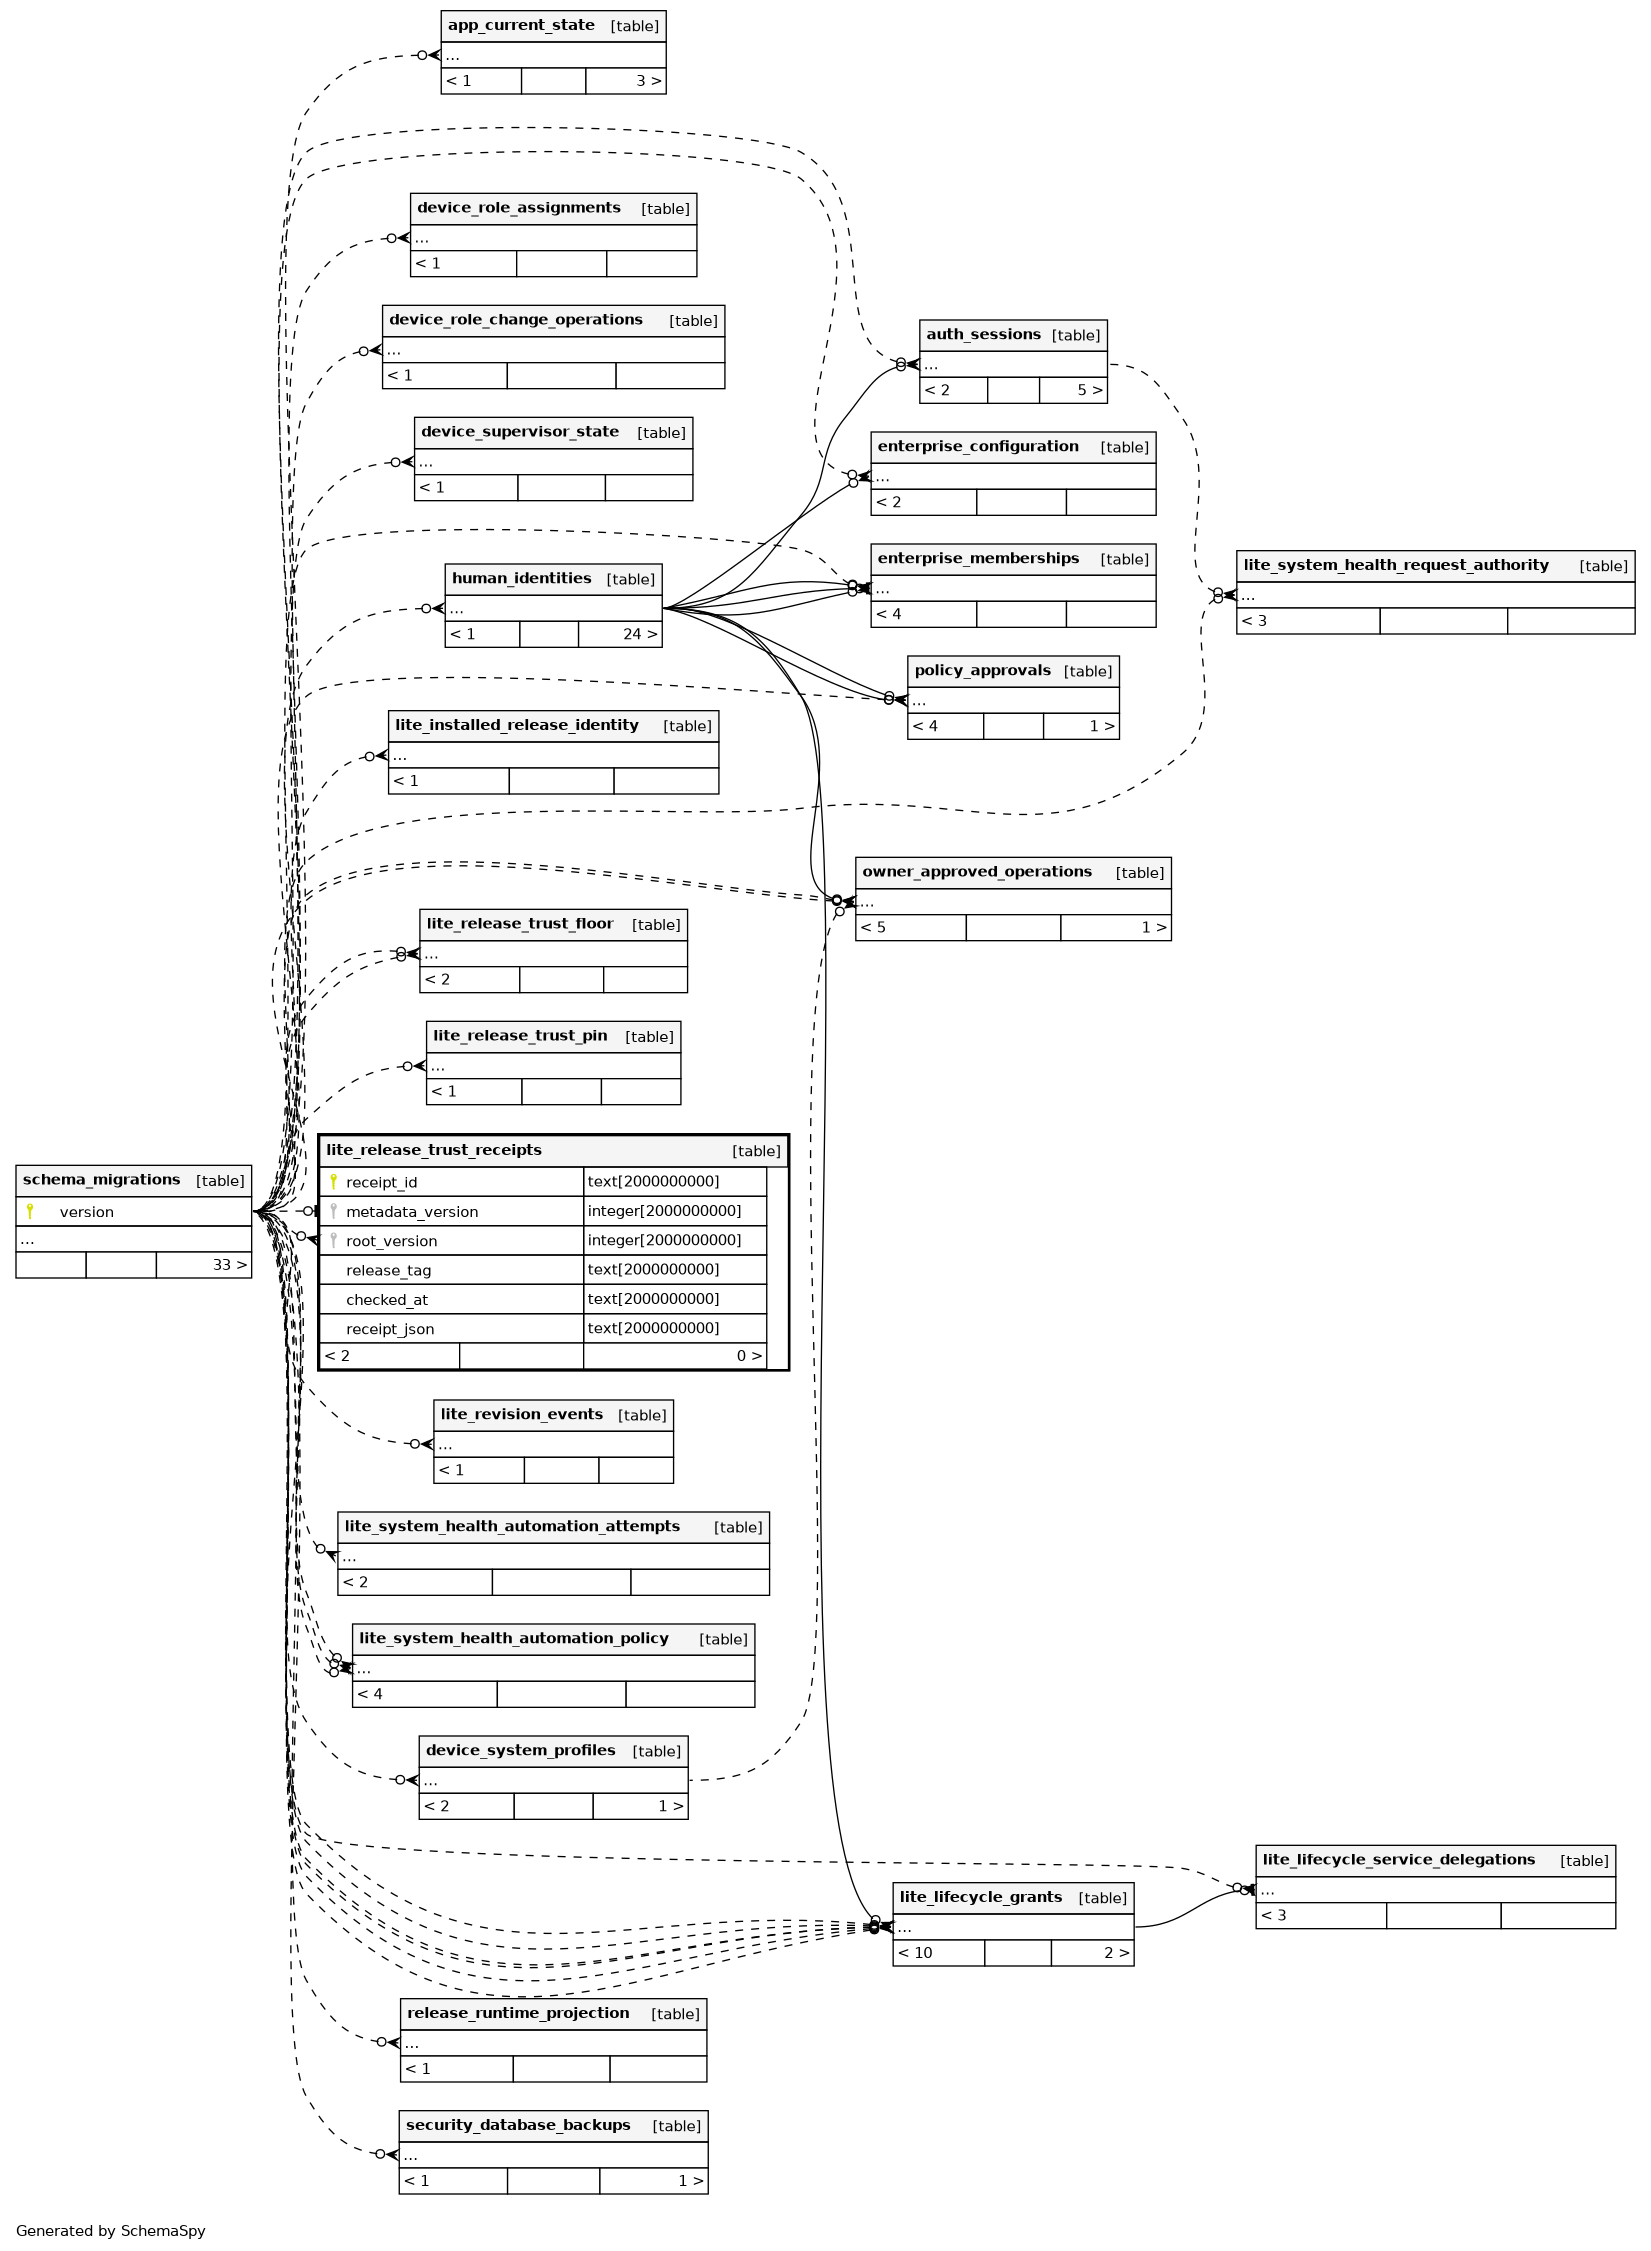 app_current_state [table]
...
< 1 3 >
device_role_assignments [table]
...
< 1
device_role_change_operations [table]
...
< 1
auth_sessions [table]
...
< 2 5 >
device_supervisor_state [table]
...
< 1
enterprise_configuration [table]
...
< 2
enterprise_memberships [table]
...
< 4
lite_system_health_request_authority [table]
...
< 3
human_identities [table]
...
< 1 24 >
policy_approvals [table]
...
< 4 1 >
lite_installed_release_identity [table]
...
< 1
owner_approved_operations [table]
...
< 5 1 >
lite_release_trust_floor [table]
...
< 2
lite_release_trust_pin [table]
...
< 1
schema_migrations [table]
version
...
33 >
lite_release_trust_receipts [table]
receipt_id text[2000000000]
metadata_version integer[2000000000]
root_version integer[2000000000]
release_tag text[2000000000]
checked_at text[2000000000]
receipt_json text[2000000000]
< 2 0 >
lite_revision_events [table]
...
< 1
lite_system_health_automation_attempts [table]
...
< 2
lite_system_health_automation_policy [table]
...
< 4
device_system_profiles [table]
...
< 2 1 >
lite_lifecycle_service_delegations [table]
...
< 3
lite_lifecycle_grants [table]
...
< 10 2 >
release_runtime_projection [table]
...
< 1
security_database_backups [table]
...
< 1 1 >
Generated by SchemaSpy